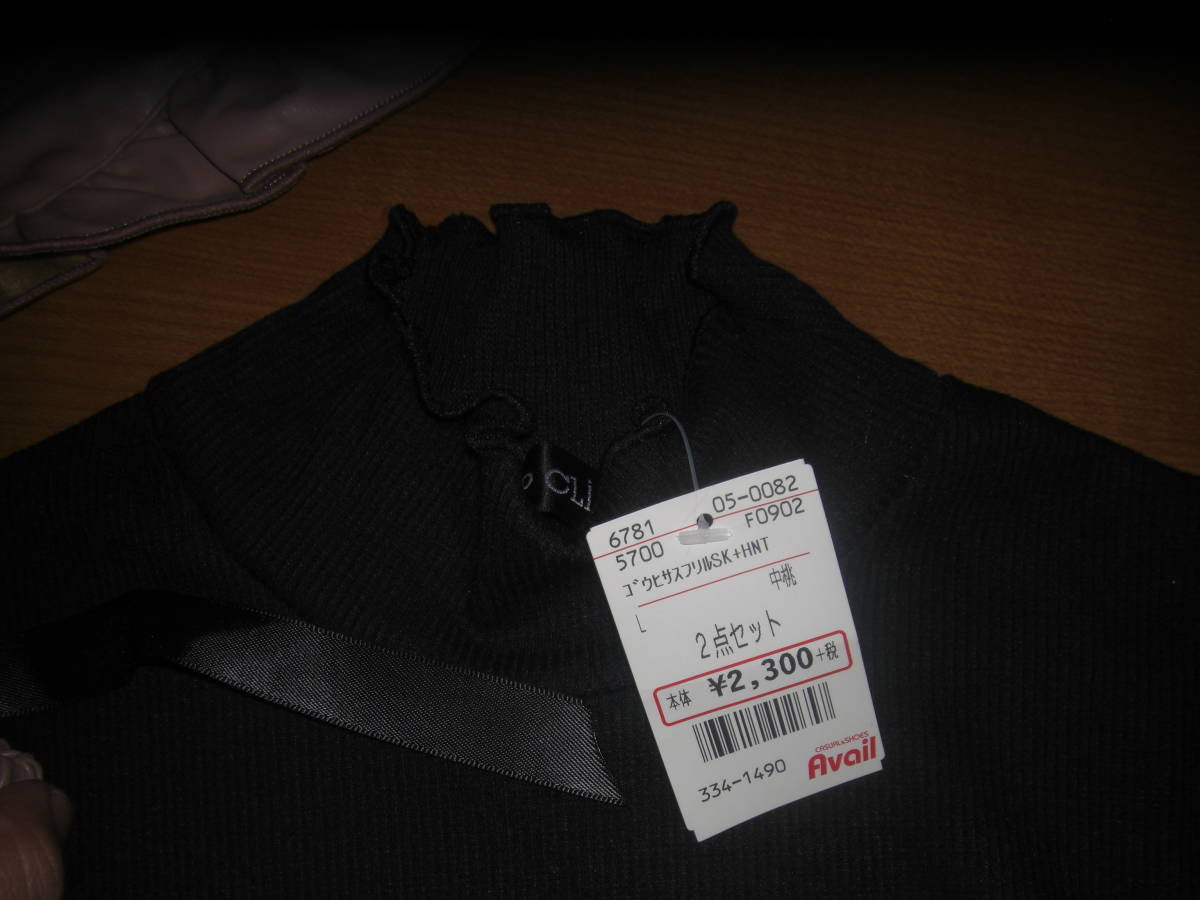 CLI
6781 05-0082
5700 F0902
ｺﾞｳﾋｻｽﾌﾘﾙSK+HNT
中桃
L
2点セット
本体 ¥2,300+税
334-1490
CASUAL&SHOES
Avail